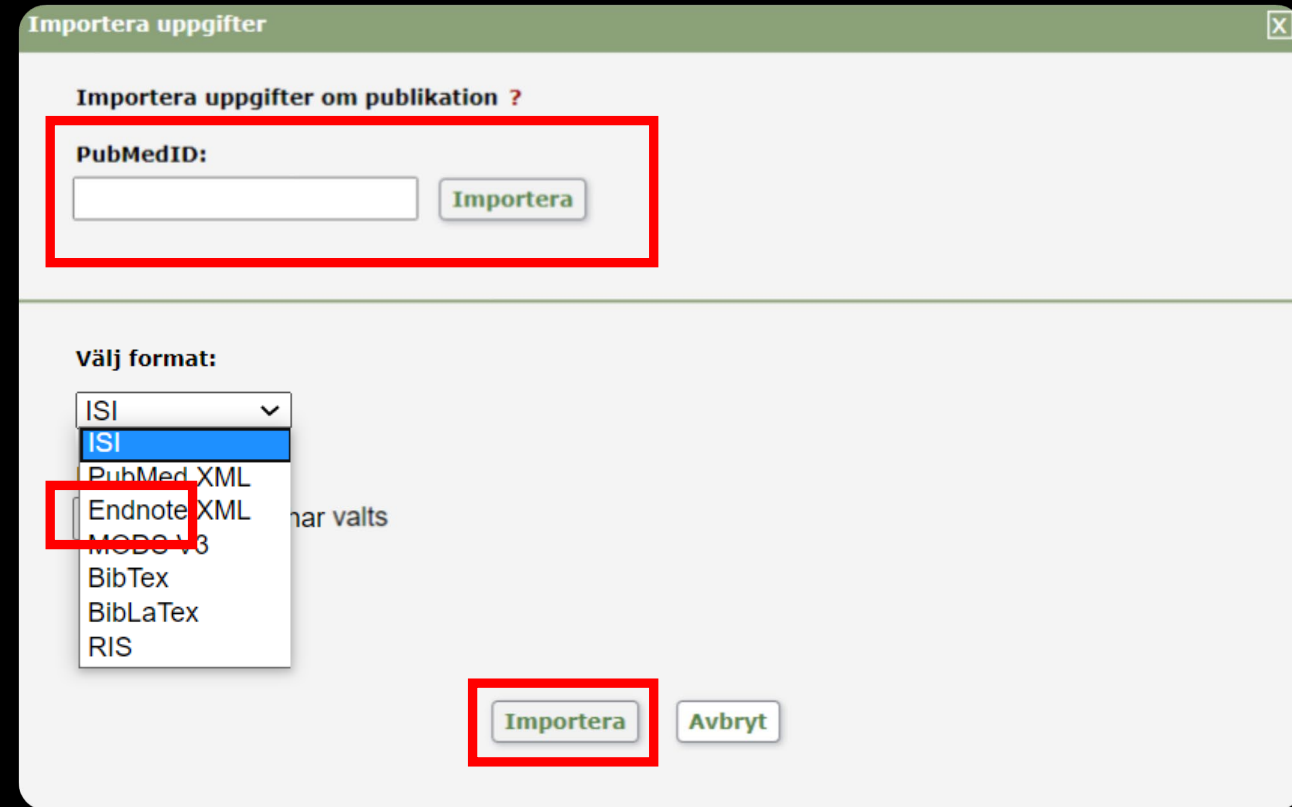 Importera uppgifter
X
Importera uppgifter om publikation ?
PubMedID:
Importera
Välj format:
ISI
ISI
PubMed XML
Endnote XML
har valts
MODS V3
BibTex
BibLaTex
RIS
Importera Avbryt